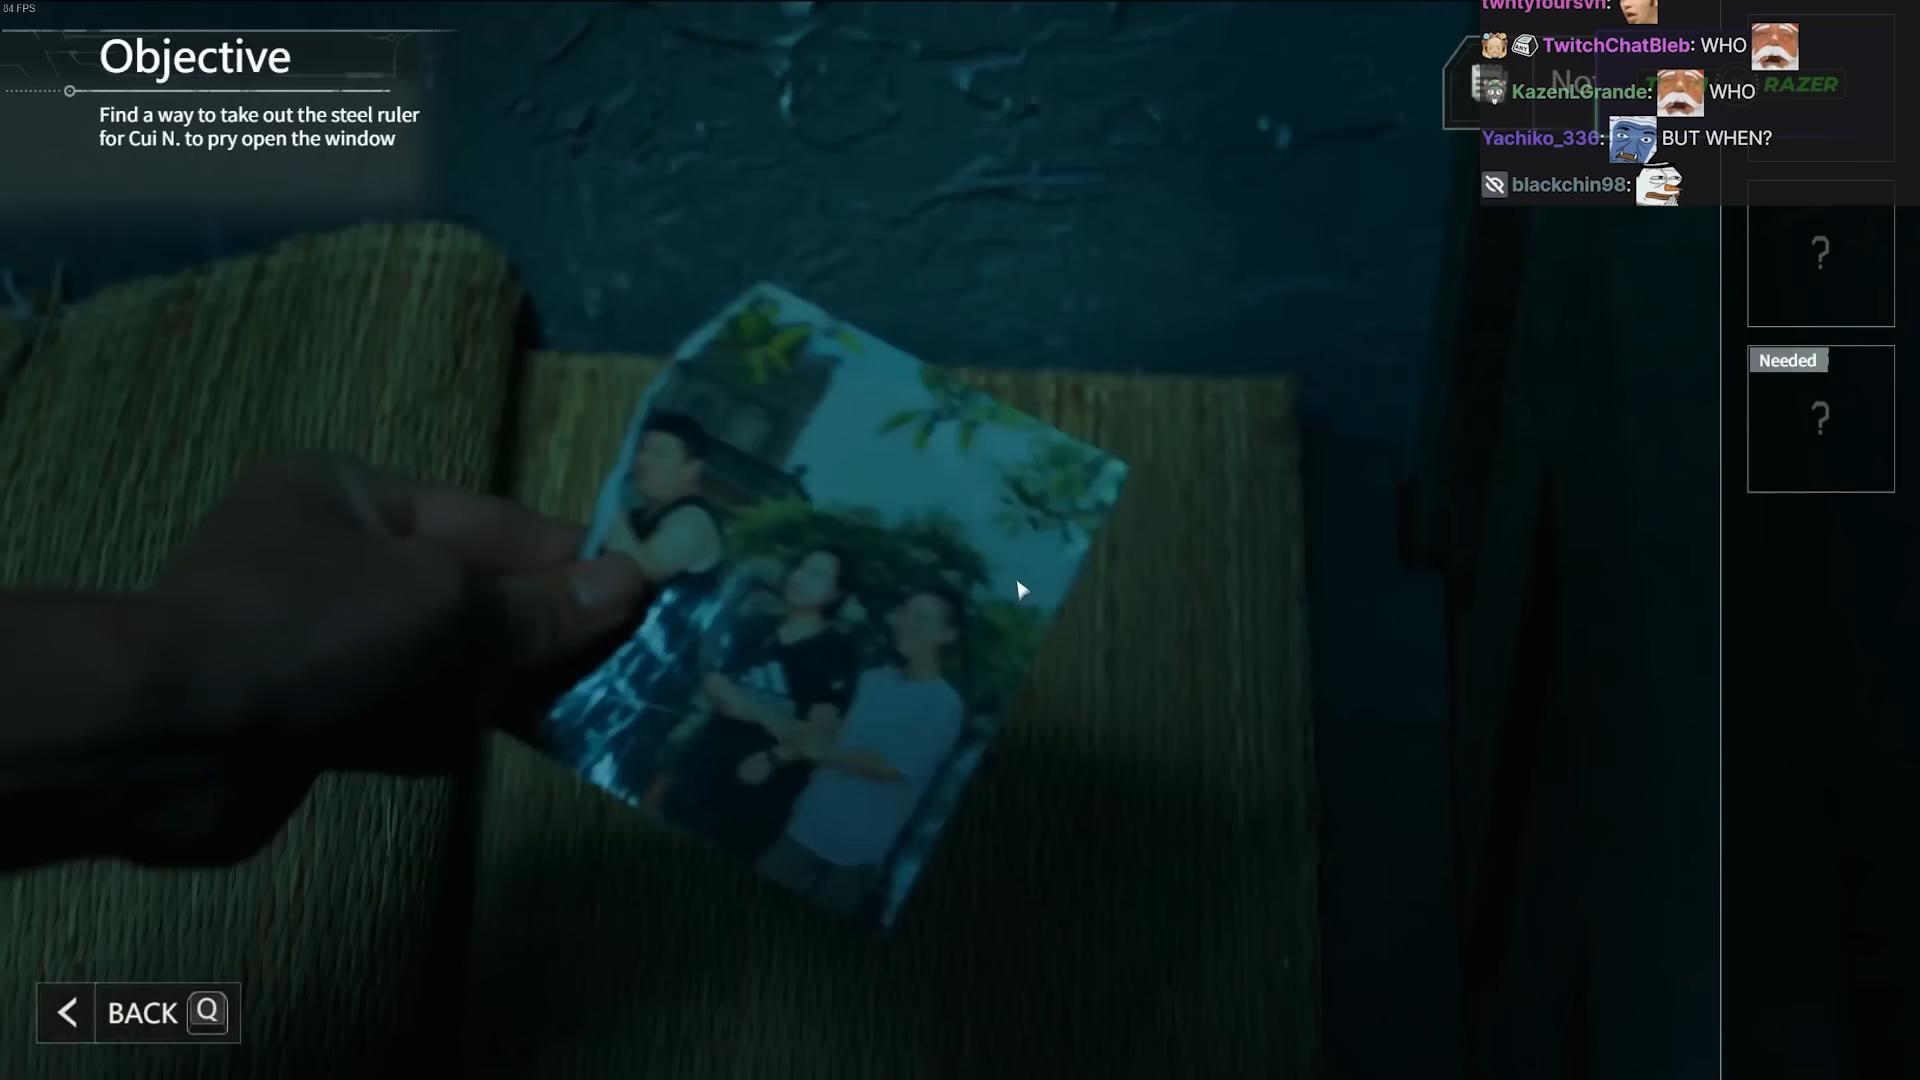 84 FPS
Objective
Find a way to take out the steel ruler
for Cui N. to pry open the window
TwitchChatBleb: WHO
KazenLGrande: WHO
RAZER
Yachiko_336: BUT WHEN?
blackchin98:
?
Needed
?
BACK Q